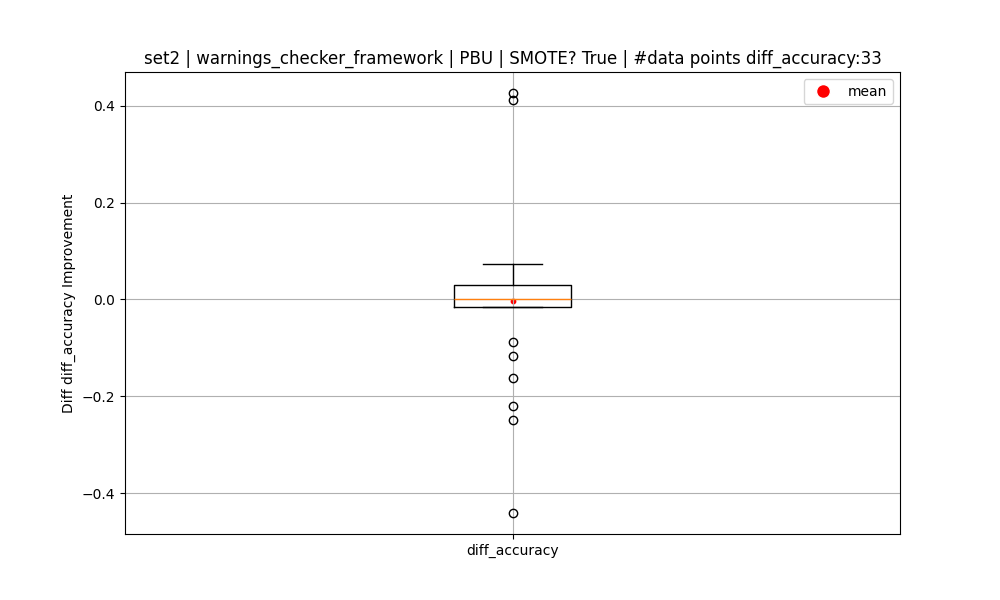 set2 | warnings_checker_framework | PBU | SMOTE? True | #data points diff_accuracy:33
mean
0.4
0.2
0.0
−0.2
−0.4
Diff diff_accuracy Improvement
diff_accuracy